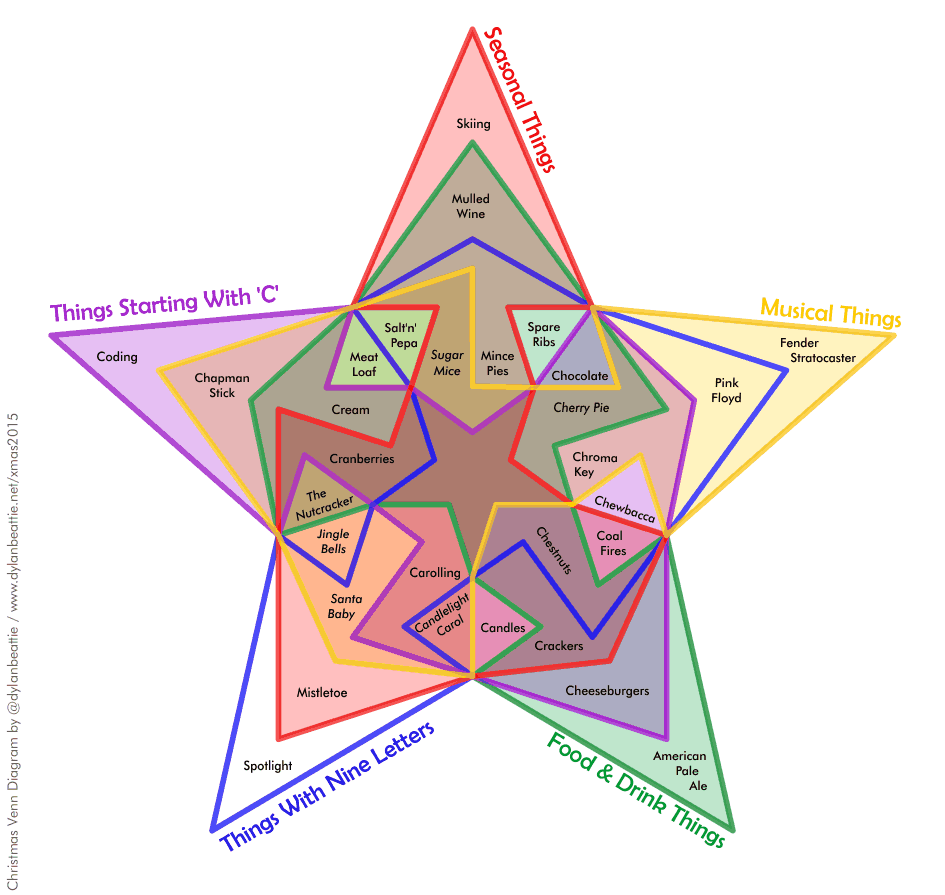 Seasonal Things
Skiing
Mulled
Wine
Things Starting With 'C'
Musical Things
Coding
Chapman
Stick
Salt'n'
Pepa
Meat
Loaf
Sugar
Mice
Mince
Pies
Spare
Ribs
Chocolate
Fender
Stratocaster
Pink
Floyd
Cream
Cherry Pie
Cranberries
Chroma
Key
The
Nutcracker
Chewbacca
Jingle
Bells
Coal
Fires
Chestnuts
Carolling
Santa
Baby
Candlelight
Carol
Candles
Crackers
Mistletoe
Cheeseburgers
Spotlight
American
Pale
Ale
Things With Nine Letters
Food & Drink Things
Christmas Venn Diagram by @dylanbeattie / www.dylanbeattie.net/xmas2015